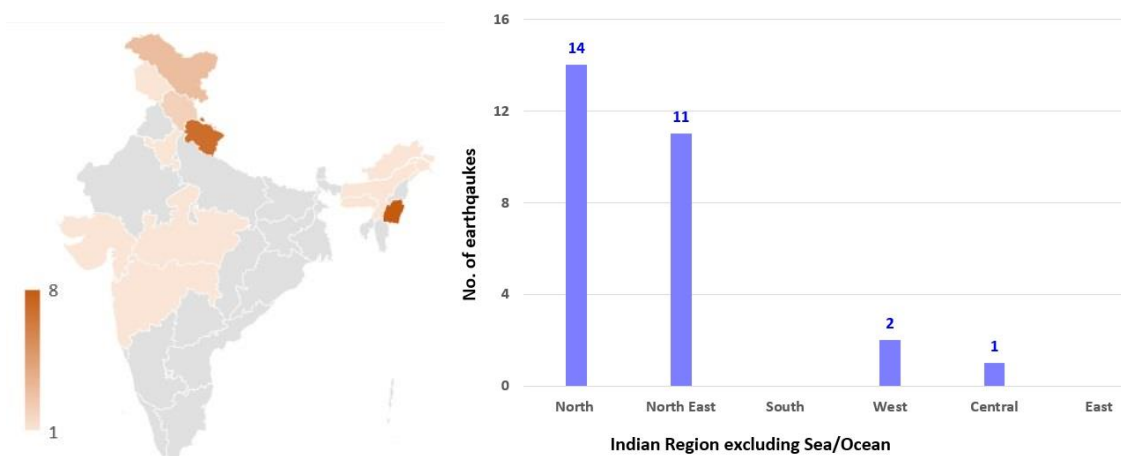 8
1
No. of earthqaukes
16
12
8
4
0
14
11
2
1
North
North East
South
West
Central
East
Indian Region excluding Sea/Ocean